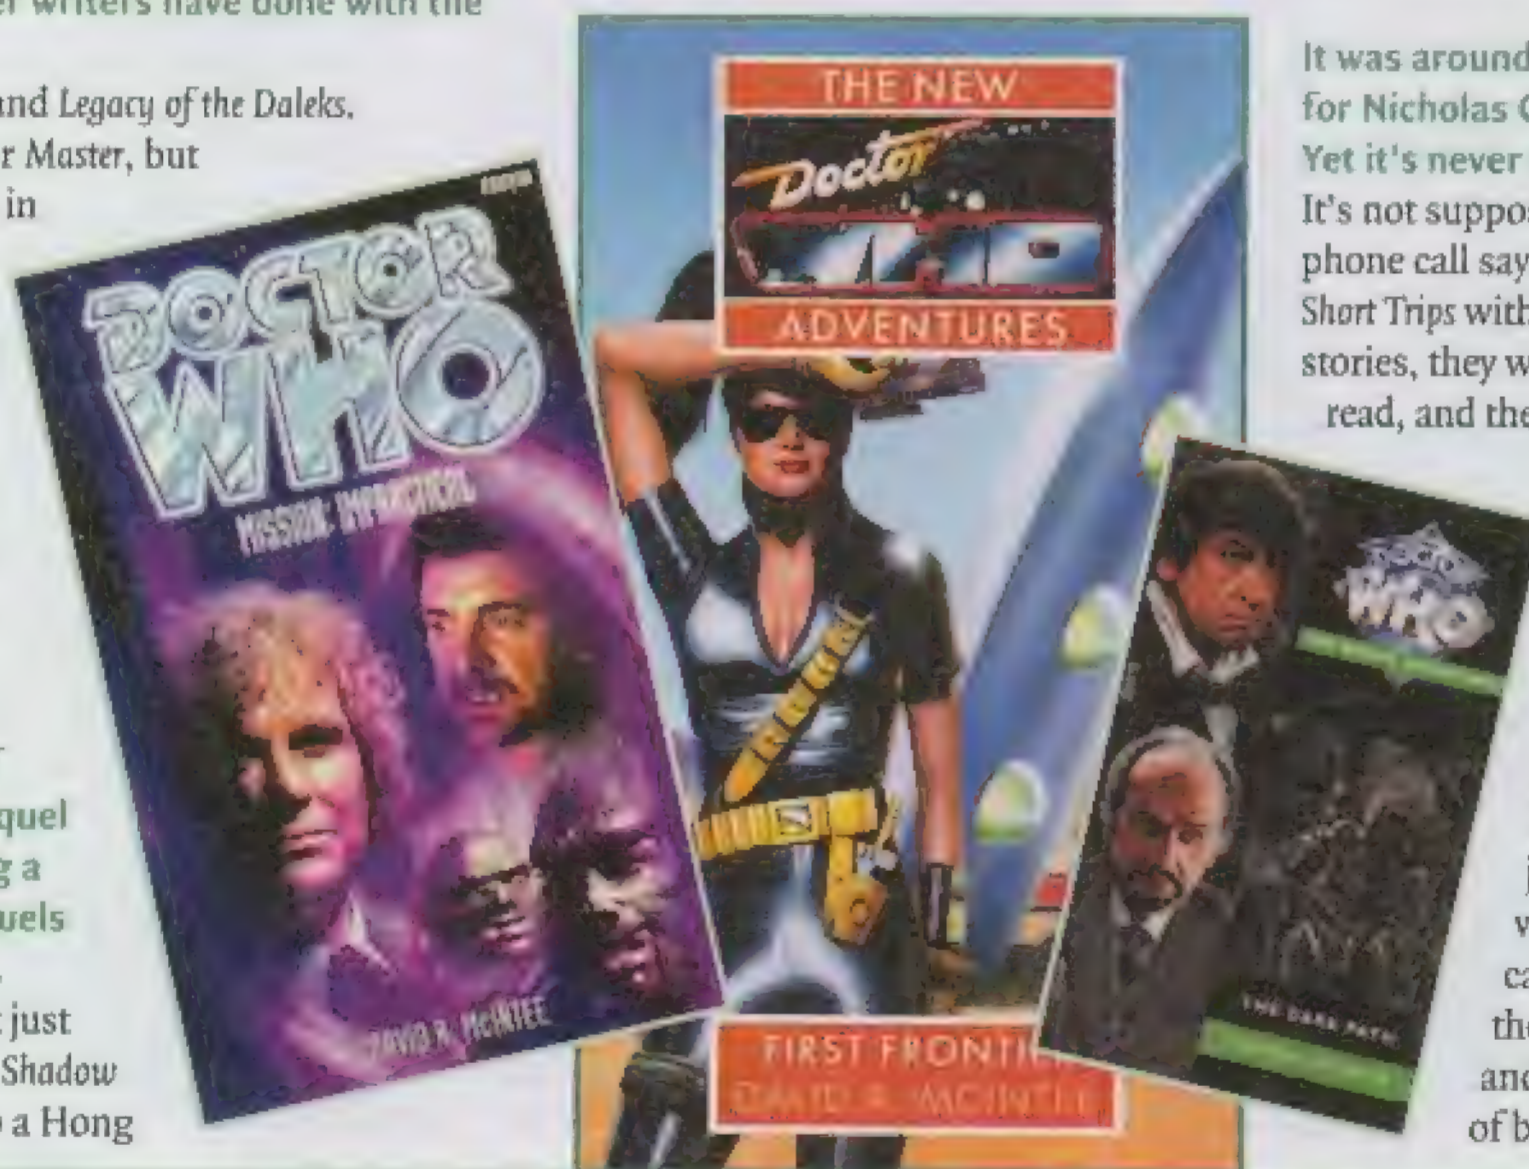 er writers have done with the
and Legacy of the Daleks.
r Master, but
in
quel
g a
uels
t just
Shadow
o a Hong
DOCTOR
WHO
MISSION: IMPRACTICAL
DAVID A. McINTEE
THE NEW
Doctor
WHO
ADVENTURES
FIRST FRONTI
DAVID A. MCINTEE
WHO
THE DARK PATH
It was around
for Nicholas
Yet it's never
It's not suppo
phone call say
Short Trips with
stories, they w
read, and the
ca
th
and
of b